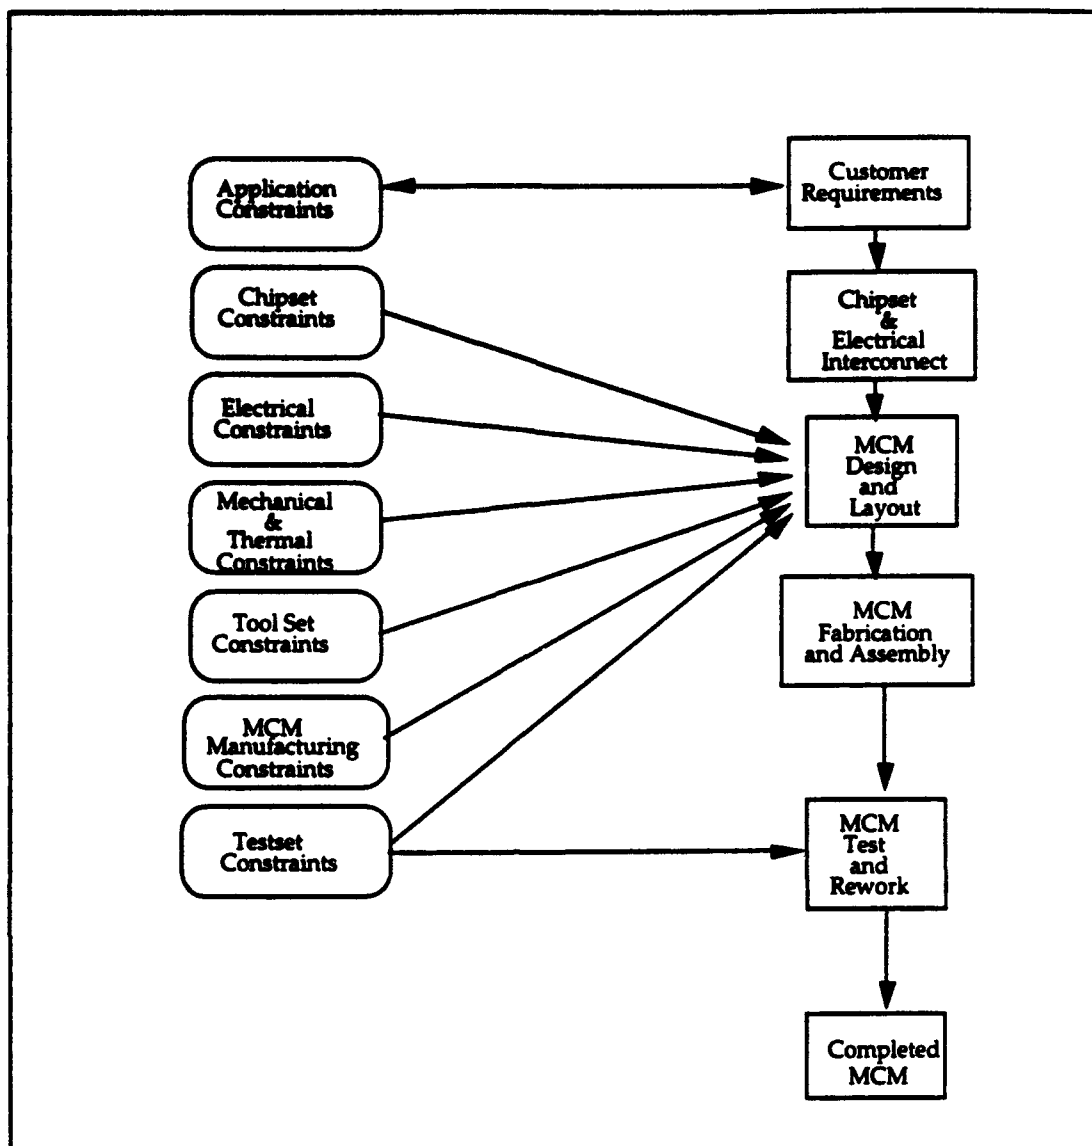 Application
Constraints
Chipset
Constraints
Electrical
Constraints
Mechanical
&
Thermal
Constraints
Tool Set
Constraints
MCM
Manufacturing
Constraints
Testset
Constraints
Customer
Requirements
Chipset
&
Electrical
Interconnect
MCM
Design
and
Layout
MCM
Fabrication
and Assembly
MCM
Test
and
Rework
Completed
MCM